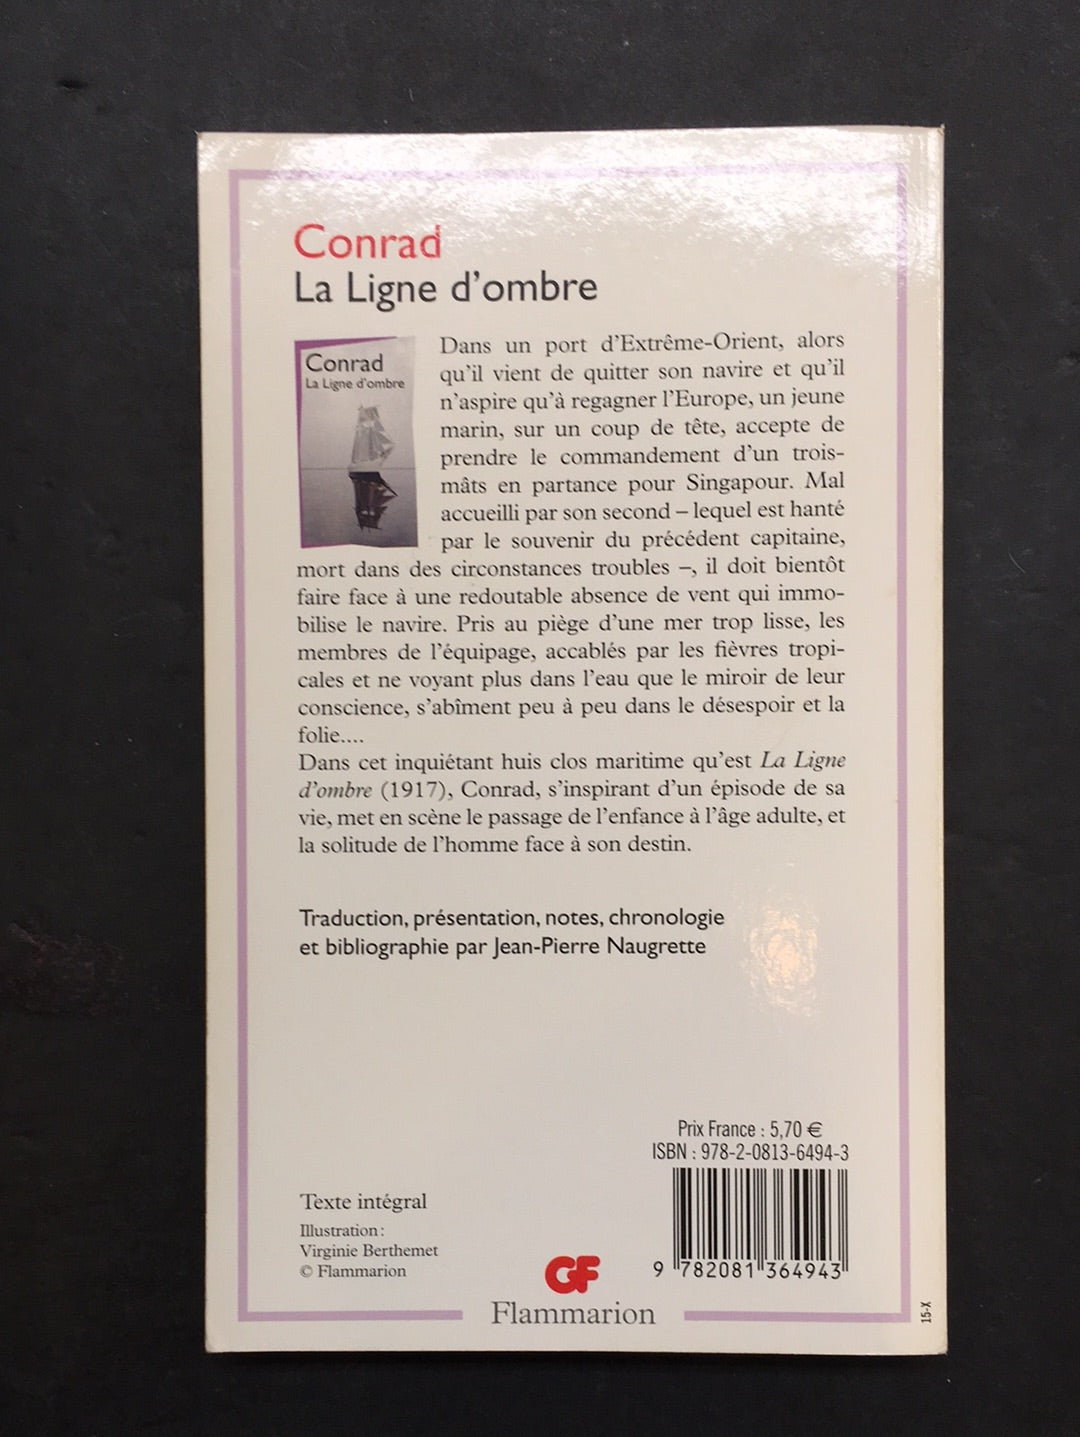 Conrad
La Ligne d'ombre
Conrad
La Ligne d'ombre
Dans un port d'Extrême-Orient, alors
qu'il vient de quitter son navire et qu'il
n'aspire qu'à regagner l'Europe, un jeune
marin, sur un coup de tête, accepte de
prendre le commandement d'un trois-
mâts en partance pour Singapour. Mal
accueilli par son second – lequel est hanté
par le souvenir du précédent capitaine,
mort dans des circonstances troubles –, il doit bientôt
faire face à une redoutable absence de vent qui immo-
bilise le navire. Pris au piège d'une mer trop lisse, les
membres de l'équipage, accablés par les fièvres tropi-
cales et ne voyant plus dans l'eau que le miroir de leur
conscience, s'abîment peu à peu dans le désespoir et la
folie....
Dans cet inquiétant huis clos maritime qu'est La Ligne
d'ombre (1917), Conrad, s'inspirant d'un épisode de sa
vie, met en scène le passage de l'enfance à l'âge adulte, et
la solitude de l'homme face à son destin.
Traduction, présentation, notes, chronologie
et bibliographie par Jean-Pierre Naugrette
Prix France : 5,70 €
ISBN : 978-2-0813-6494-3
Texte intégral
Illustration :
Virginie Berthemet
© Flammarion
9 782081 364943
GF
Flammarion
15-X